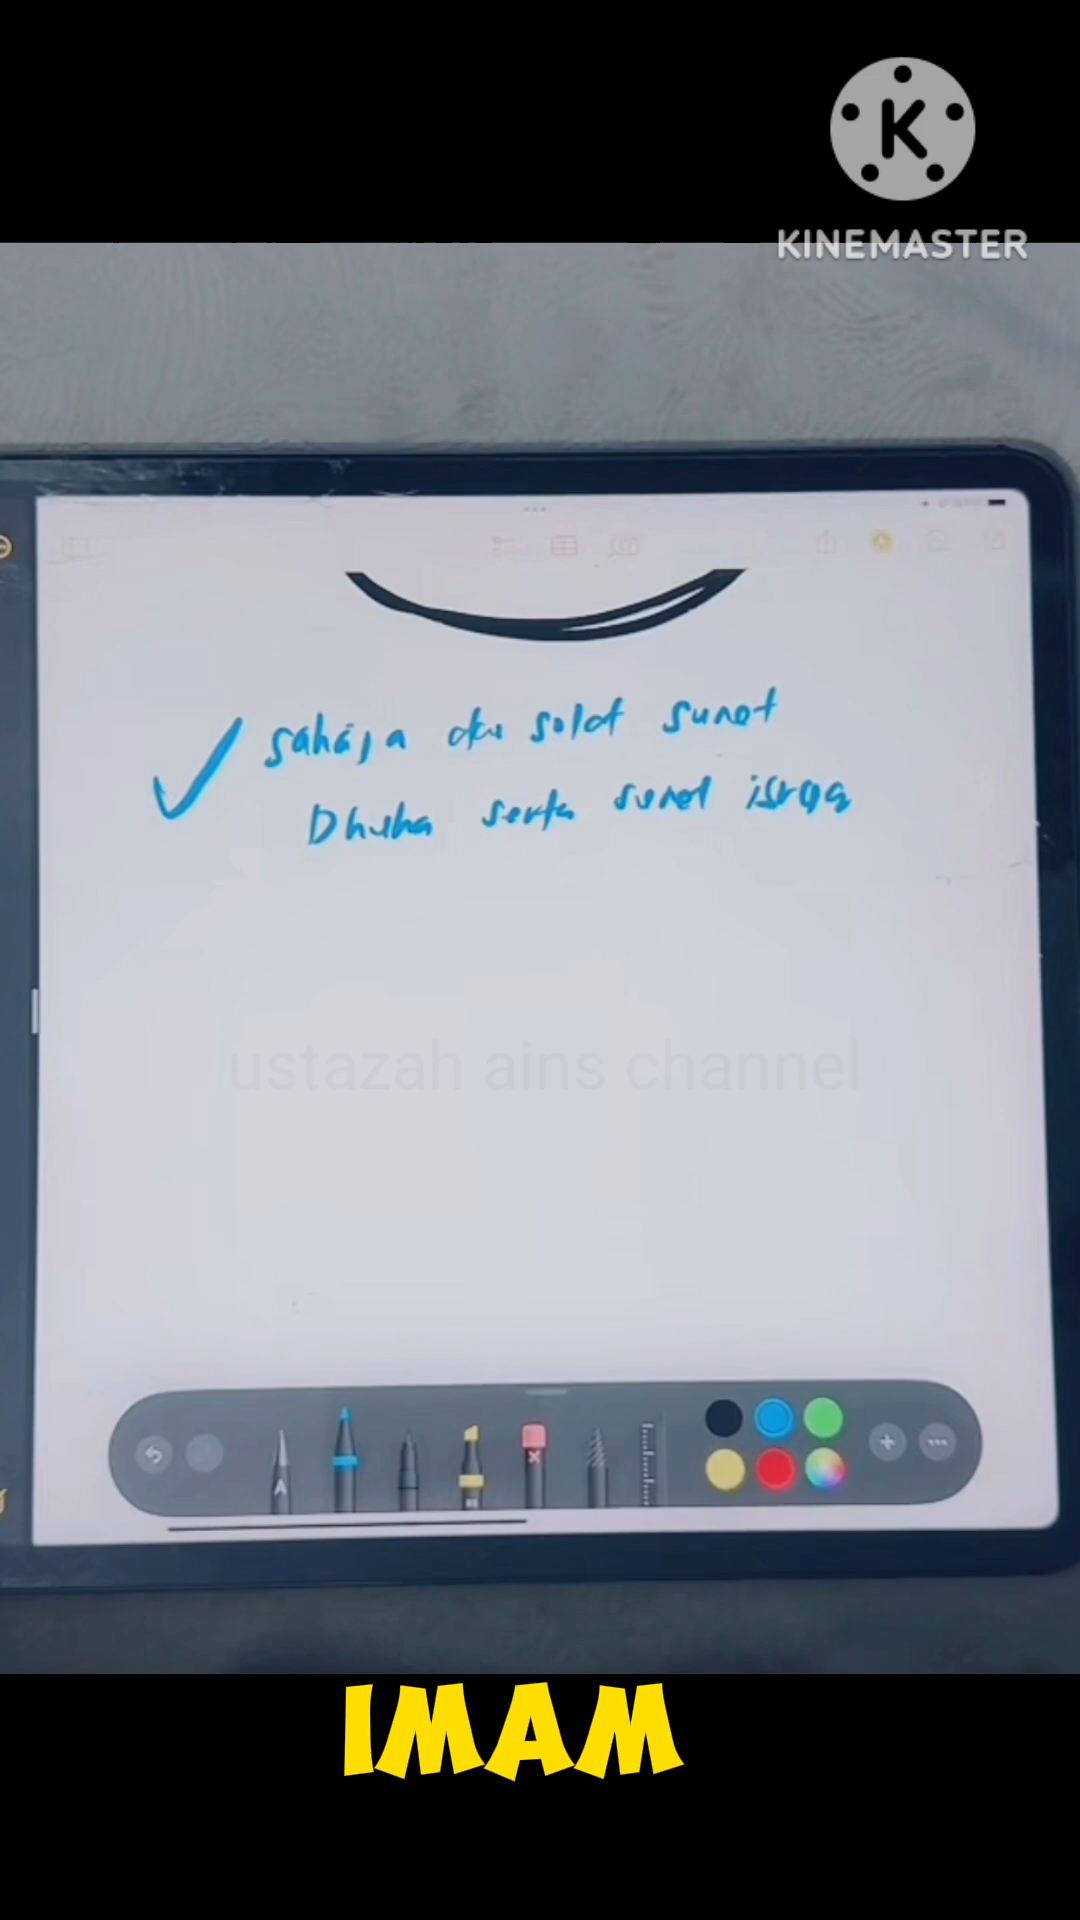 KINEMASTER
sahaja aku solat sunat
Dhuha serta sunat israq
ustazah ains channel
IMAM